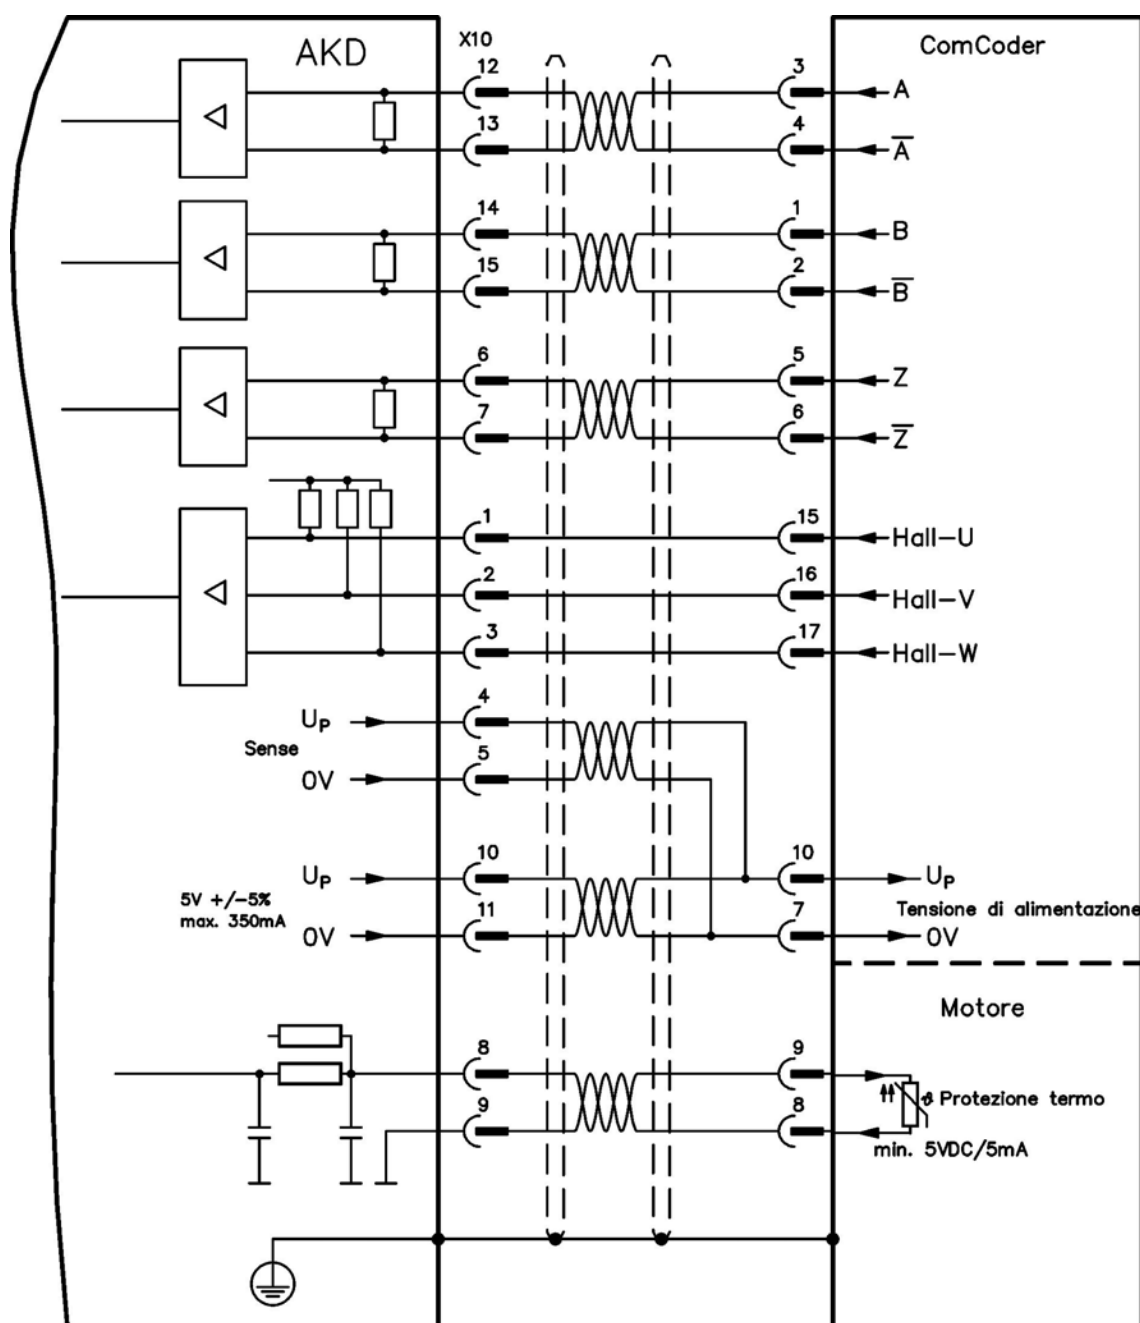 AKD
X10
ComCoder
12
3
A
13
4
A̅
14
1
B
15
2
B̅
6
5
Z
7
6
Z̅
1
15
Hall-U
2
16
Hall-V
3
17
Hall-W
4
UP
Sense
5
0V
10
10
UP
UP
5V +/-5%
max. 350mA
11
7
Tensione di alimentazione
0V
0V
Motore
8
9
9
8
ϑ Protezione termo
min. 5VDC/5mA